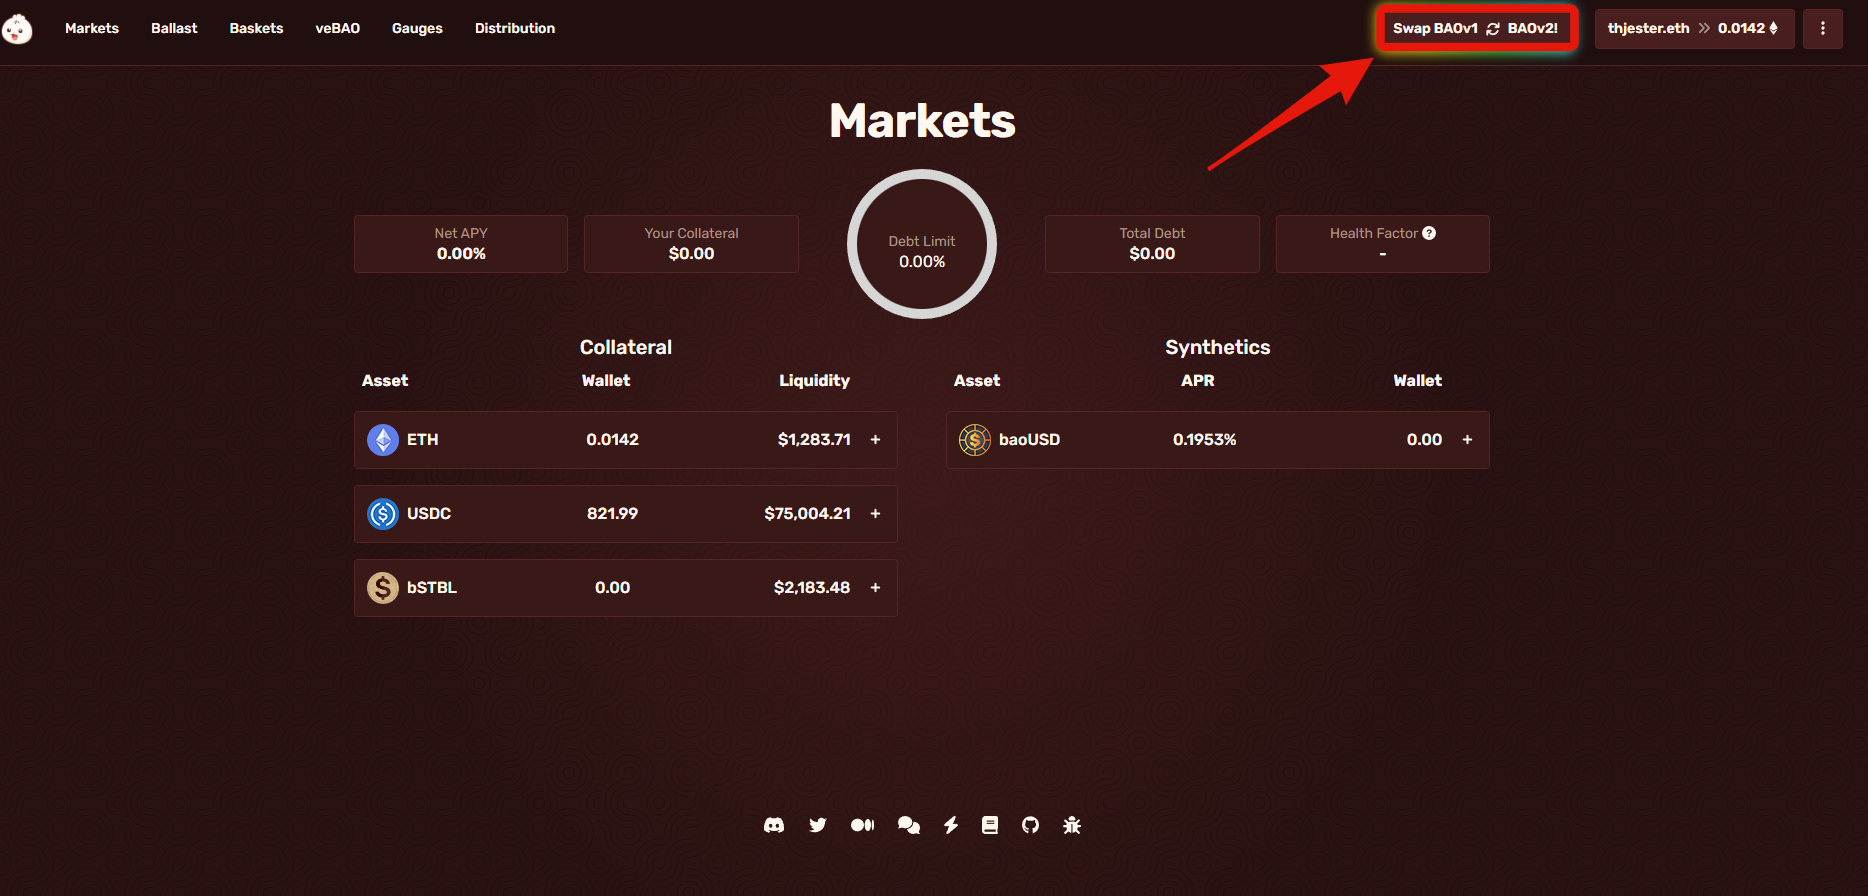 Markets Ballast Baskets veBAO Gauges Distribution Swap BAOv1 BAOv2! thjester.eth 0.0142
Markets
Net APY
0.00%
Your Collateral
$0.00
Debt Limit
0.00%
Total Debt
$0.00
Health Factor ?
-
Collateral
Asset Wallet Liquidity
ETH 0.0142 $1,283.71 +
USDC 821.99 $75,004.21 +
bSTBL 0.00 $2,183.48 +
Synthetics
Asset APR Wallet
baoUSD 0.1953% 0.00 +